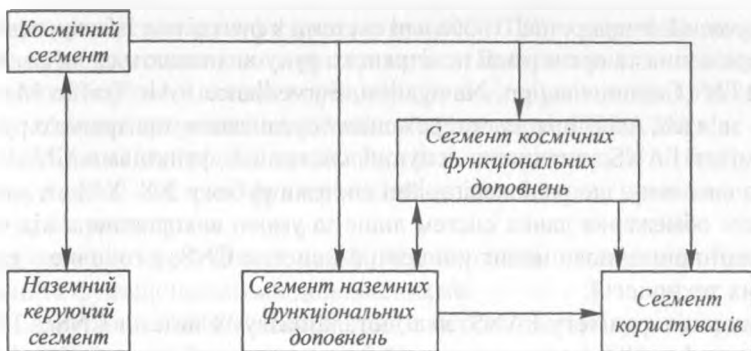 Космічний
сегмент
Сегмент космічних
функціональних
доповнень
Наземний
керуючий
сегмент
Сегмент наземних
функціональних
доповнень
Сегмент
користувачів